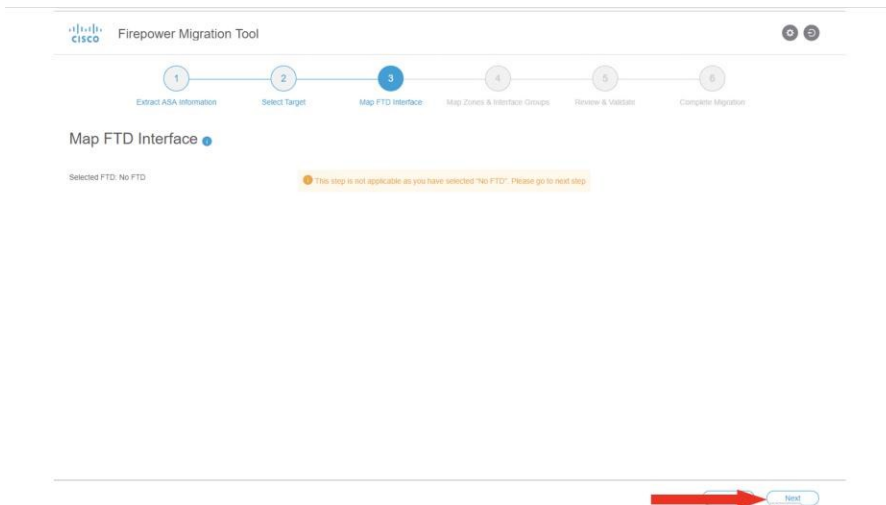 CISCO
Firepower Migration Tool
1
2
3
4
5
6
Extract ASA Information
Select Target
Map FTD Interface
Map Zones & Interface Groups
Review & Validate
Complete Migration
Map FTD Interface
Selected FTD: No FTD
This step is not applicable as you have selected "No FTD". Please go to next step
Next